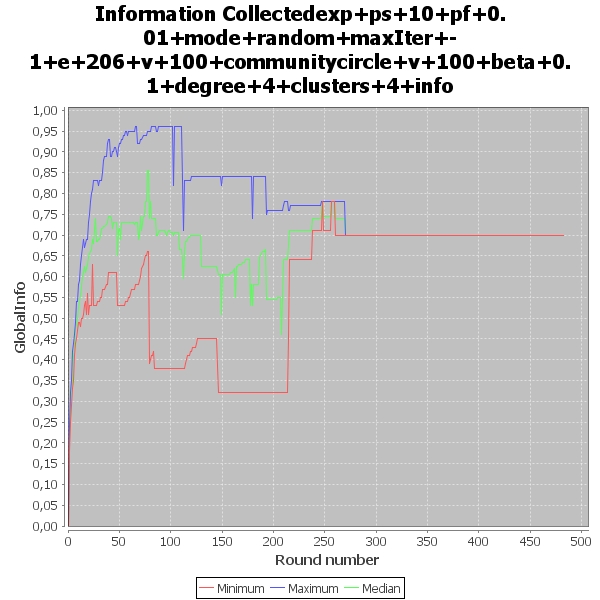 Information Collectedexp+ps+10+pf+0.
01+mode+random+maxIter+-
1+e+206+v+100+communitycircle+v+100+beta+0.
1+degree+4+clusters+4+info
1,00
0,95
0,90
0,85
0,80
0,75
0,70
0,65
0,60
0,55
0,50
0,45
0,40
0,35
0,30
0,25
0,20
0,15
0,10
0,05
0,00
GlobalInfo
0 50 100 150 200 250 300 350 400 450 500
Round number
Minimum Maximum Median